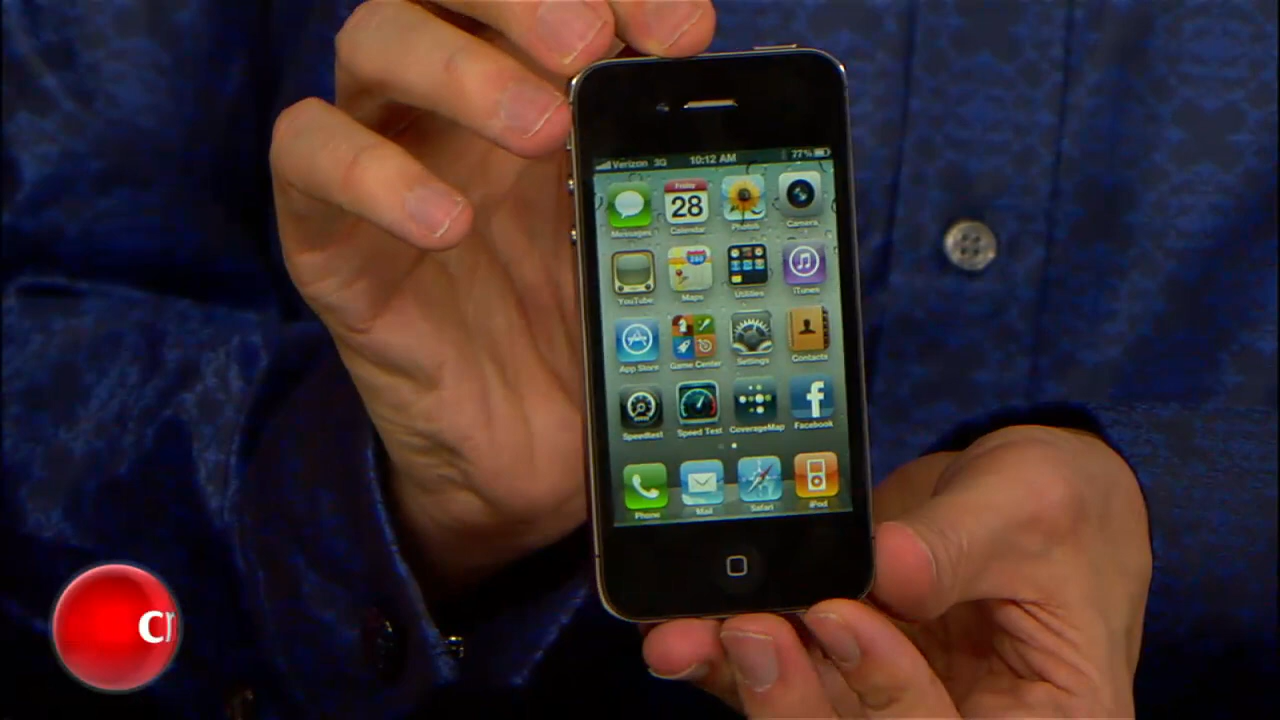 Verizon 3G 10:12 AM 77%
Friday
28
Messages Calendar Photos Camera
280
YouTube Maps Utilities iTunes
App Store Game Center Settings Contacts
f
Speedtest Speed Test CoverageMap Facebook
Phone Mail Safari iPod
c